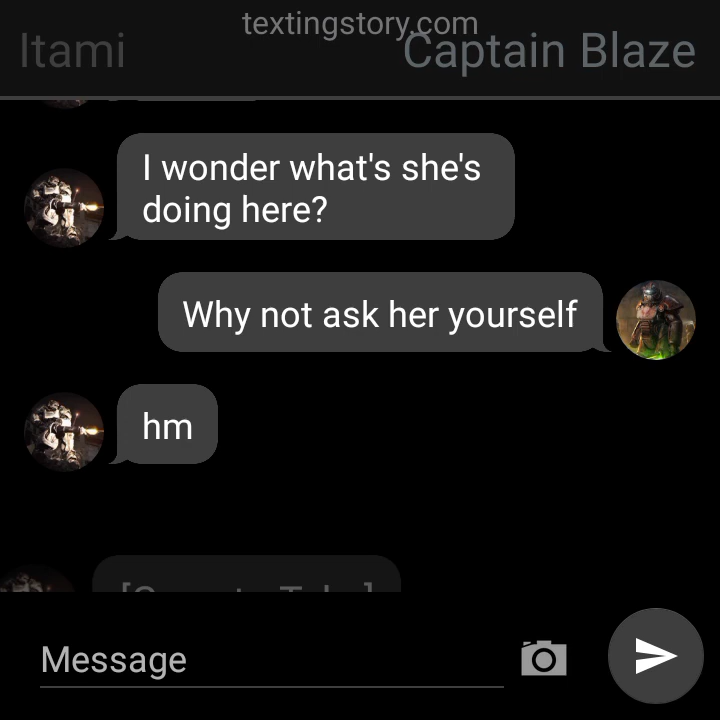 textingstory.com
Itami
Captain Blaze
I wonder what's she's
doing here?
Why not ask her yourself
hm
Message